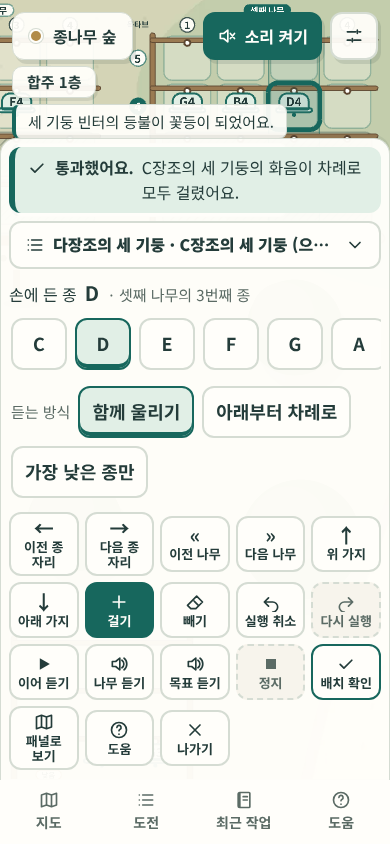 셋째 나무
종나무 숲
소리 켜기
1
5
합주 1층
G4
B4
D4
세 기둥 빈터의 등불이 꽃등이 되었어요.
통과했어요. C장조의 세 기둥의 화음이 차례로
모두 걸렸어요.
다장조의 세 기둥 · C장조의 세 기둥 (으…
손에 든 종 D · 셋째 나무의 3번째 종
C
D
E
F
G
A
듣는 방식
함께 울리기
아래부터 차례로
가장 낮은 종만
이전 종
자리
다음 종
자리
이전 나무
다음 나무
위 가지
아래 가지
걸기
빼기
실행 취소
다시 실행
이어 듣기
나무 듣기
목표 듣기
정지
배치 확인
패널로
보기
도움
나가기
지도
도전
최근 작업
도움